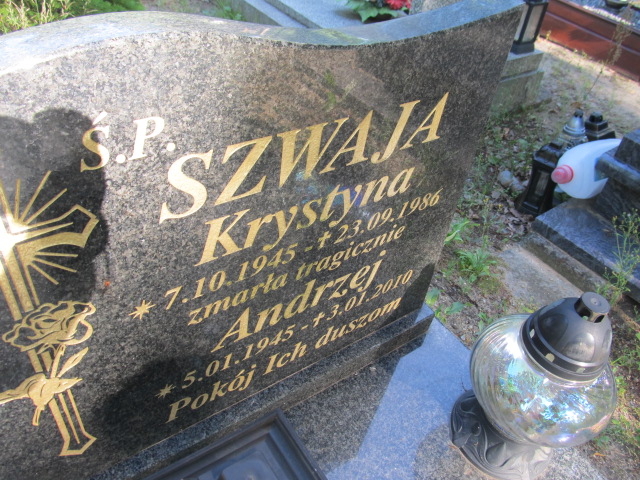 Ś.P. SZWAJA
Krystyna
* 7.10.1945 - ✝ 23.09.1986
zmarła tragicznie
Andrzej
* 5.01.1945 - ✝ 3.01.2010
Pokój Ich duszom